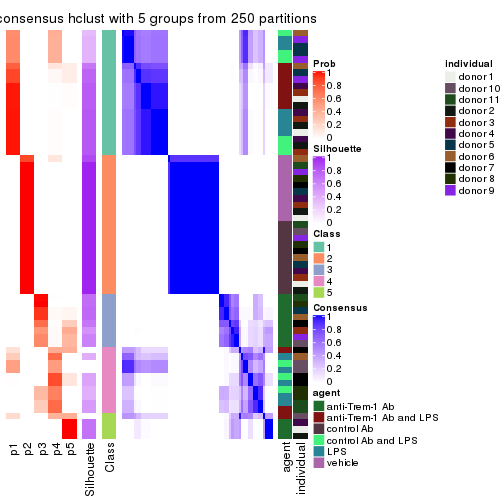 consensus hclust with 5 groups from 250 partitions
Prob
1
0.8
0.6
0.4
0.2
0
Silhouette
1
0.8
0.6
0.4
0.2
0
Class
1
2
3
4
5
Consensus
1
0.8
0.6
0.4
0.2
0
agent
anti-Trem-1 Ab
anti-Trem-1 Ab and LPS
control Ab
control Ab and LPS
LPS
vehicle
individual
donor 1
donor 10
donor 11
donor 2
donor 3
donor 4
donor 5
donor 6
donor 7
donor 8
donor 9
p1
p2
p3
p4
p5
Silhouette
Class
agent
individual